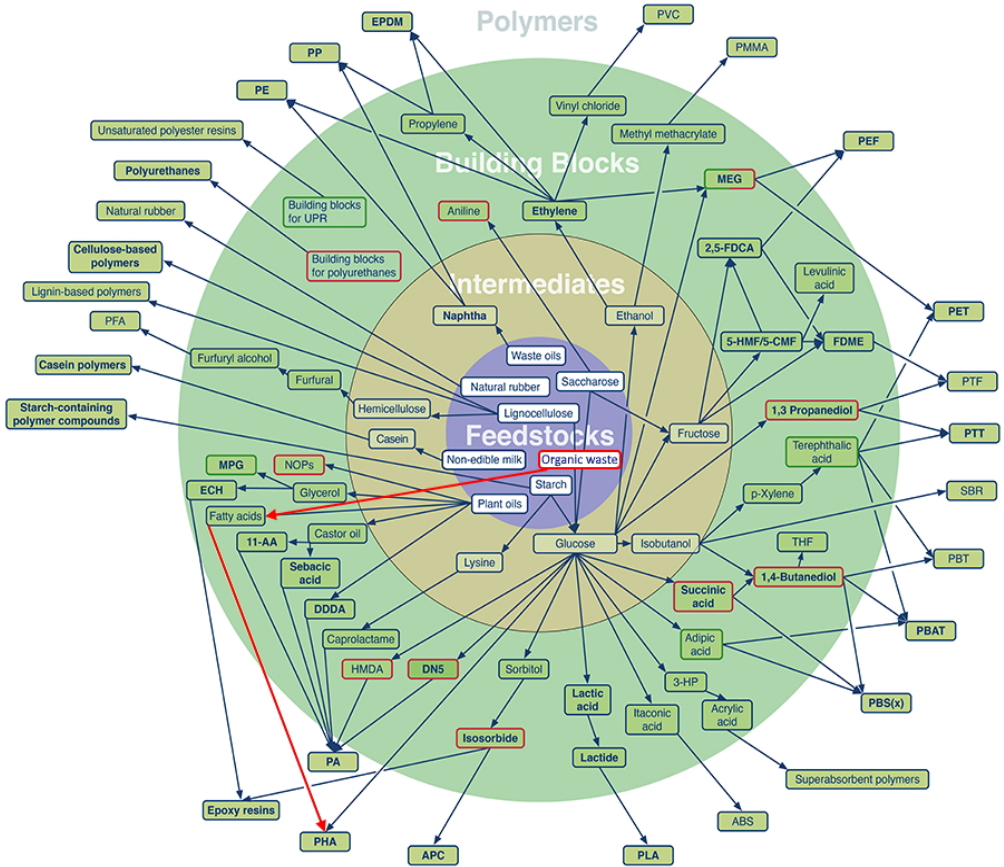 Polymers
EPDM
PVC
PP
PMMA
PE
Vinyl chloride
Propylene
Methyl methacrylate
Unsaturated polyester resins
PEF
Building Blocks
Polyurethanes
MEG
Building blocks
for UPR
Aniline
Ethylene
Natural rubber
2,5-FDCA
Cellulose-based
polymers
Building blocks
for polyurethanes
Levulinic
acid
Intermediates
Lignin-based polymers
Naphtha
Ethanol
PET
PFA
5-HMF/5-CMF
FDME
Furfuryl alcohol
Waste oils
Casein polymers
Furfural
Natural rubber
Saccharose
PTF
Hemicellulose
Lignocellulose
1,3 Propanediol
Starch-containing
polymer compounds
Casein
Feedstocks
Fructose
PTT
Terephthalic
acid
Non-edible milk
Organic waste
MPG
NOPs
Starch
p-Xylene
SBR
ECH
Glycerol
Plant oils
Fatty acids
Castor oil
11-AA
Glucose
Isobutanol
THF
PBT
Sebacic
acid
Lysine
1,4-Butanediol
Succinic
acid
DDDA
Caprolactame
Adipic
acid
PBAT
HMDA
DN5
Sorbitol
3-HP
Lactic
acid
PBS(x)
Itaconic
acid
Acrylic
acid
Isosorbide
Lactide
PA
Superabsorbent polymers
Epoxy resins
ABS
PHA
APC
PLA